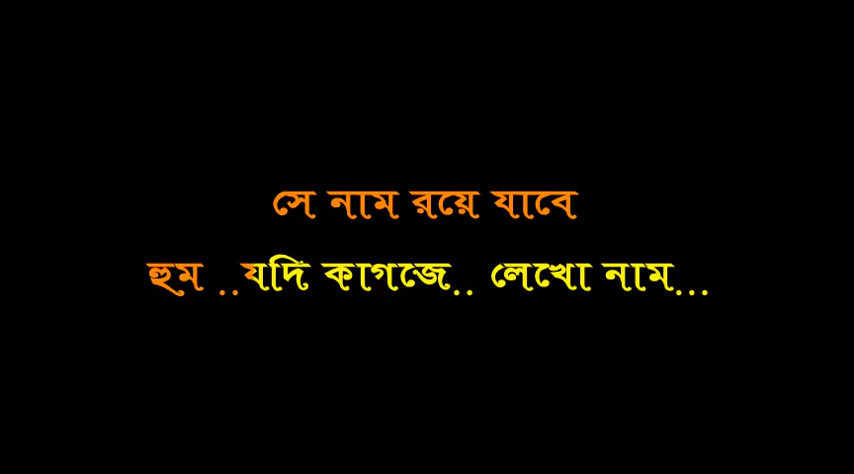 সে নাম রয়ে যাবে
হুম ..যদি কাগজে.. লেখো নাম...